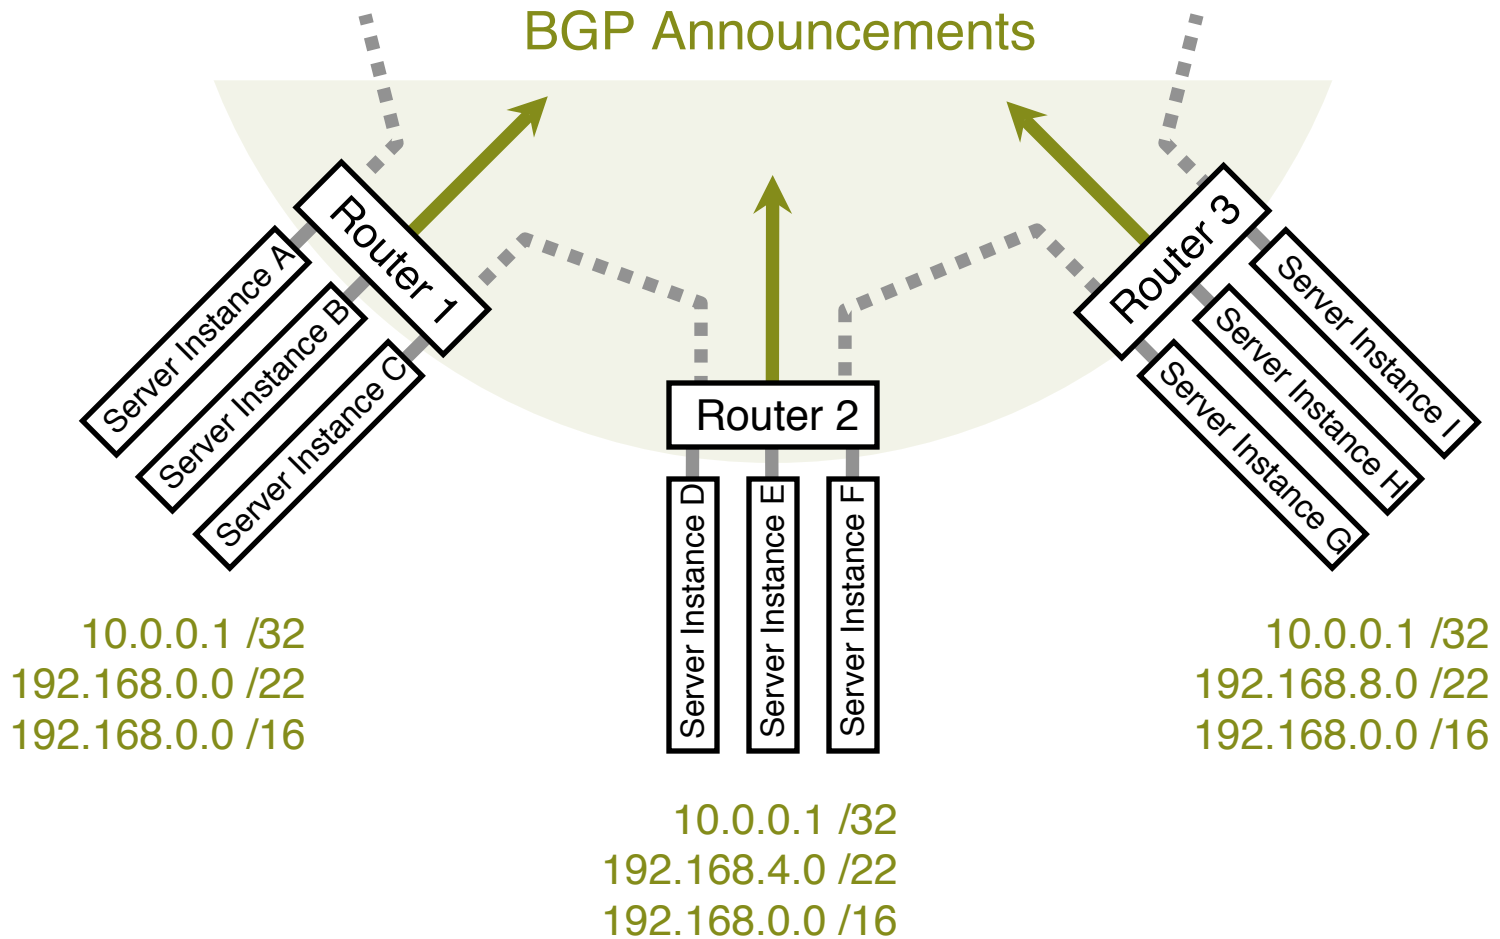 BGP Announcements
Router 1
Server Instance A
Server Instance B
Server Instance C
10.0.0.1 /32
192.168.0.0 /22
192.168.0.0 /16
Router 2
Server Instance D
Server Instance E
Server Instance F
10.0.0.1 /32
192.168.4.0 /22
192.168.0.0 /16
Router 3
Server Instance I
Server Instance H
Server Instance G
10.0.0.1 /32
192.168.8.0 /22
192.168.0.0 /16